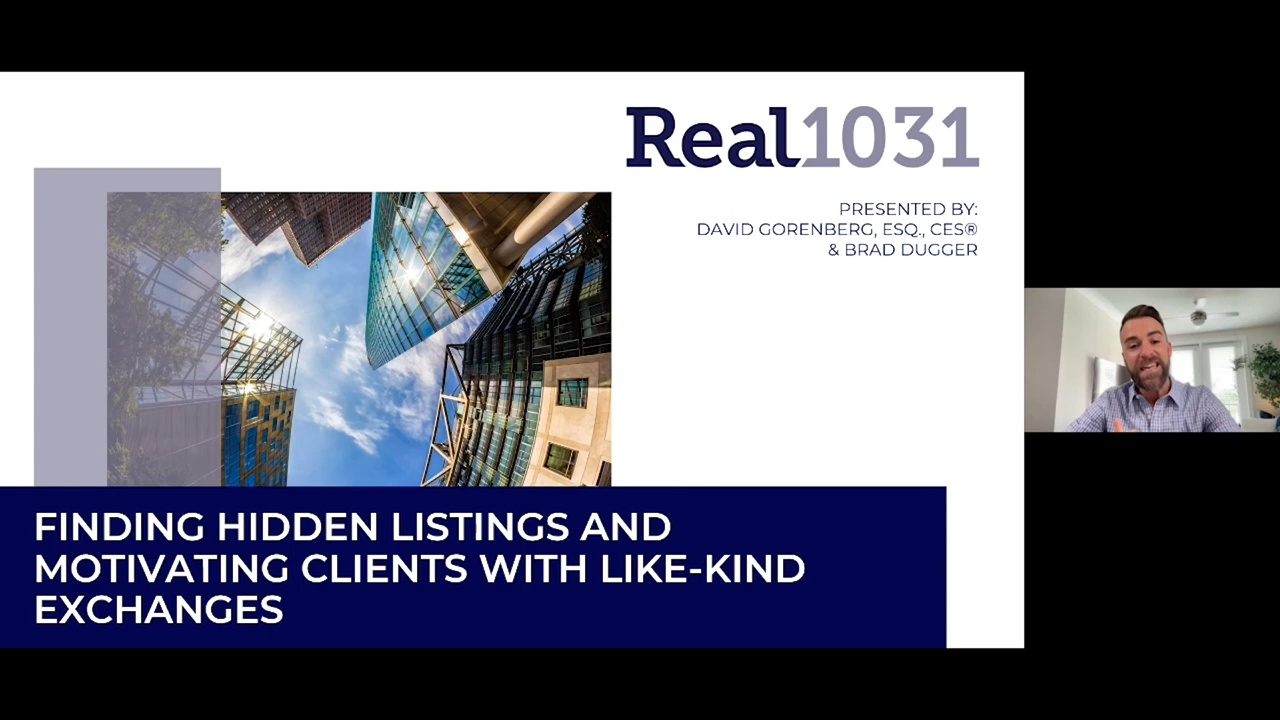 Real1031
PRESENTED BY:
DAVID GORENBERG, ESQ., CES®
& BRAD DUGGER
FINDING HIDDEN LISTINGS AND
MOTIVATING CLIENTS WITH LIKE-KIND
EXCHANGES